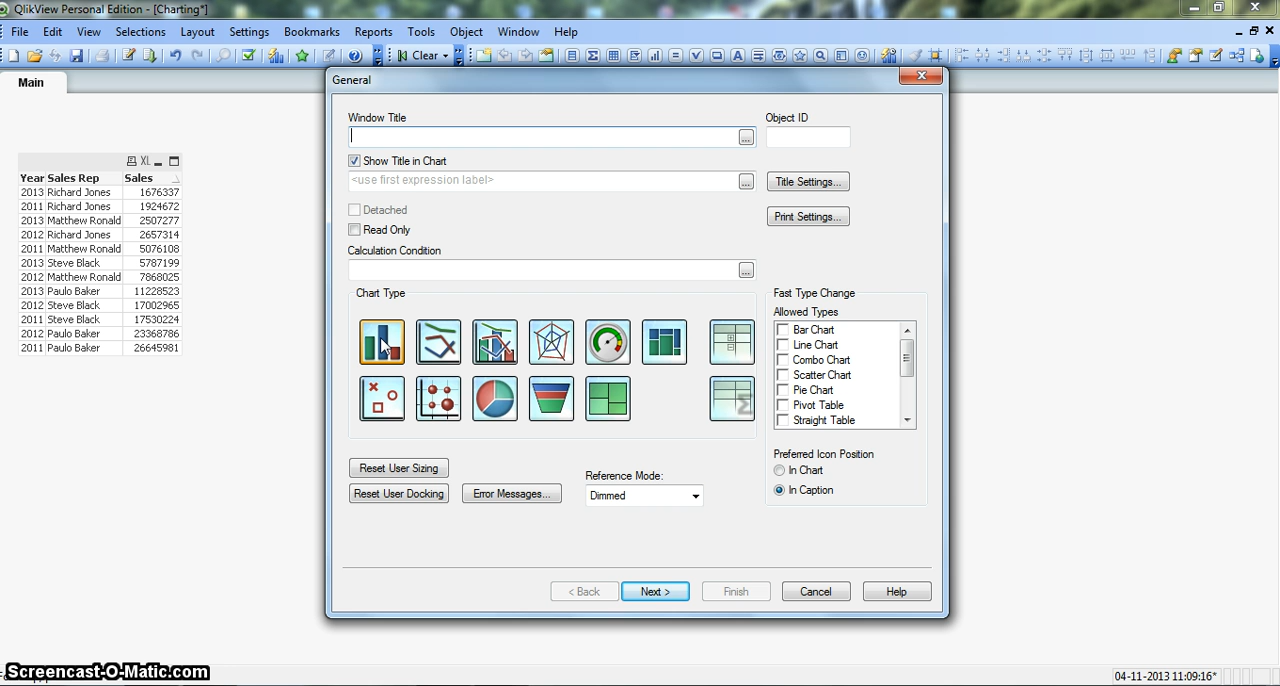 QlikView Personal Edition - [Charting*]
File Edit View Selections Layout Settings Bookmarks Reports Tools Object Window Help
Clear
Main
General
Window Title
Object ID
...
Show Title in Chart
<use first expression label>
...
Title Settings...
Detached
Print Settings...
Read Only
Calculation Condition
...
Chart Type
Fast Type Change
Allowed Types
Bar Chart
Line Chart
Combo Chart
Scatter Chart
Pie Chart
Pivot Table
Straight Table
Preferred Icon Position
In Chart
In Caption
Reset User Sizing
Reset User Docking
Error Messages...
Reference Mode:
Dimmed
< Back Next > Finish Cancel Help
XL
Year Sales Rep Sales
2013 Richard Jones 1676337
2011 Richard Jones 1924672
2013 Matthew Ronald 2507277
2012 Richard Jones 2657314
2011 Matthew Ronald 5076108
2013 Steve Black 5787199
2012 Matthew Ronald 7868025
2013 Paulo Baker 11228523
2012 Steve Black 17002965
2011 Steve Black 17530224
2012 Paulo Baker 23368786
2011 Paulo Baker 26645981
Screencast-O-Matic.com
04-11-2013 11:09:16*